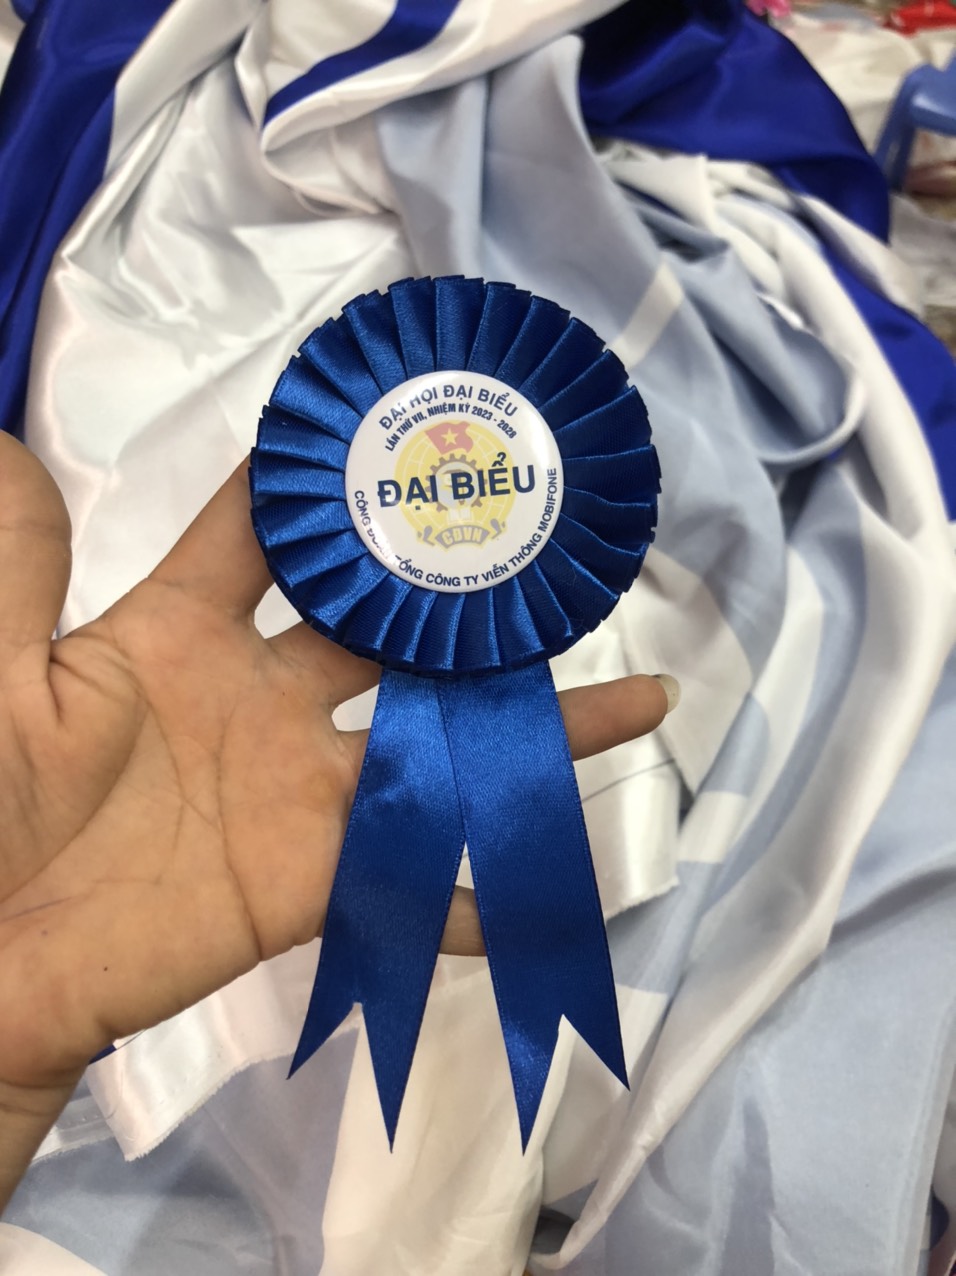 ĐẠI HỘI ĐẠI BIỂU
LẦN THỨ VII, NHIỆM KỲ 2023 - 2028
ĐẠI BIỂU
CĐVN
CÔNG ĐOÀN TỔNG CÔNG TY VIỄN THÔNG MOBIFONE